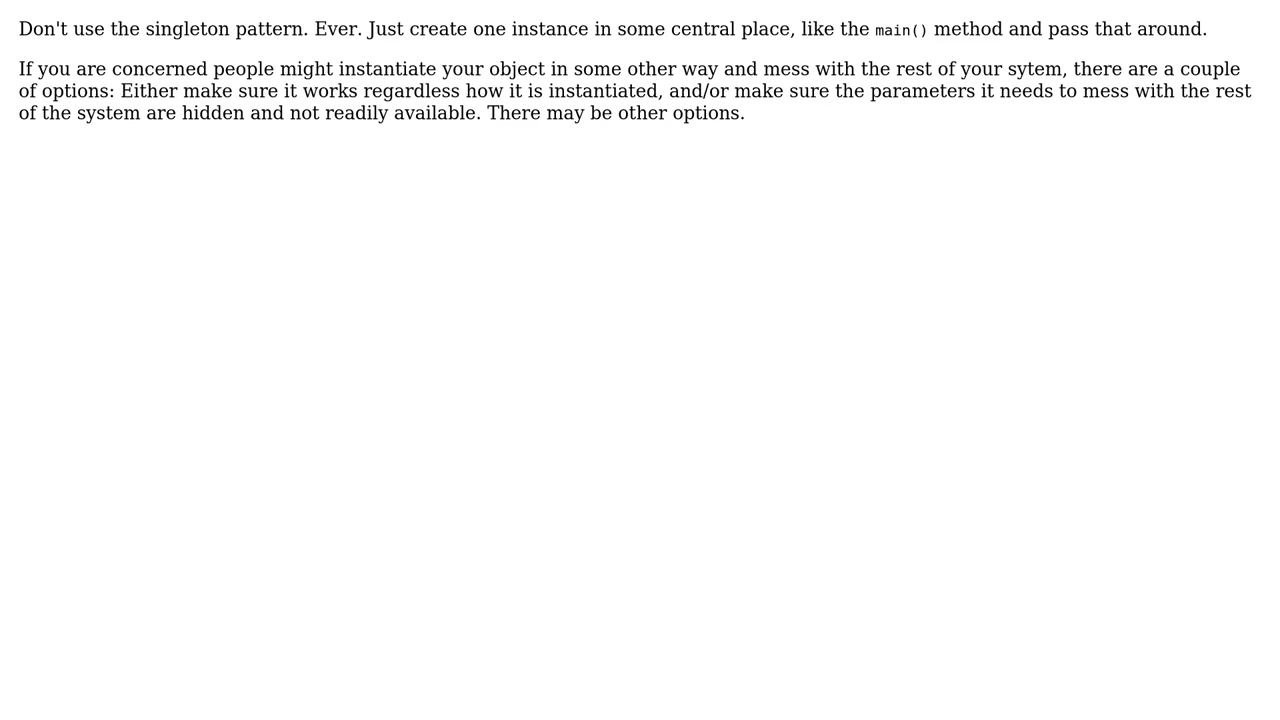 Don't use the singleton pattern. Ever. Just create one instance in some central place, like the main() method and pass that around.
If you are concerned people might instantiate your object in some other way and mess with the rest of your sytem, there are a couple
of options: Either make sure it works regardless how it is instantiated, and/or make sure the parameters it needs to mess with the rest
of the system are hidden and not readily available. There may be other options.